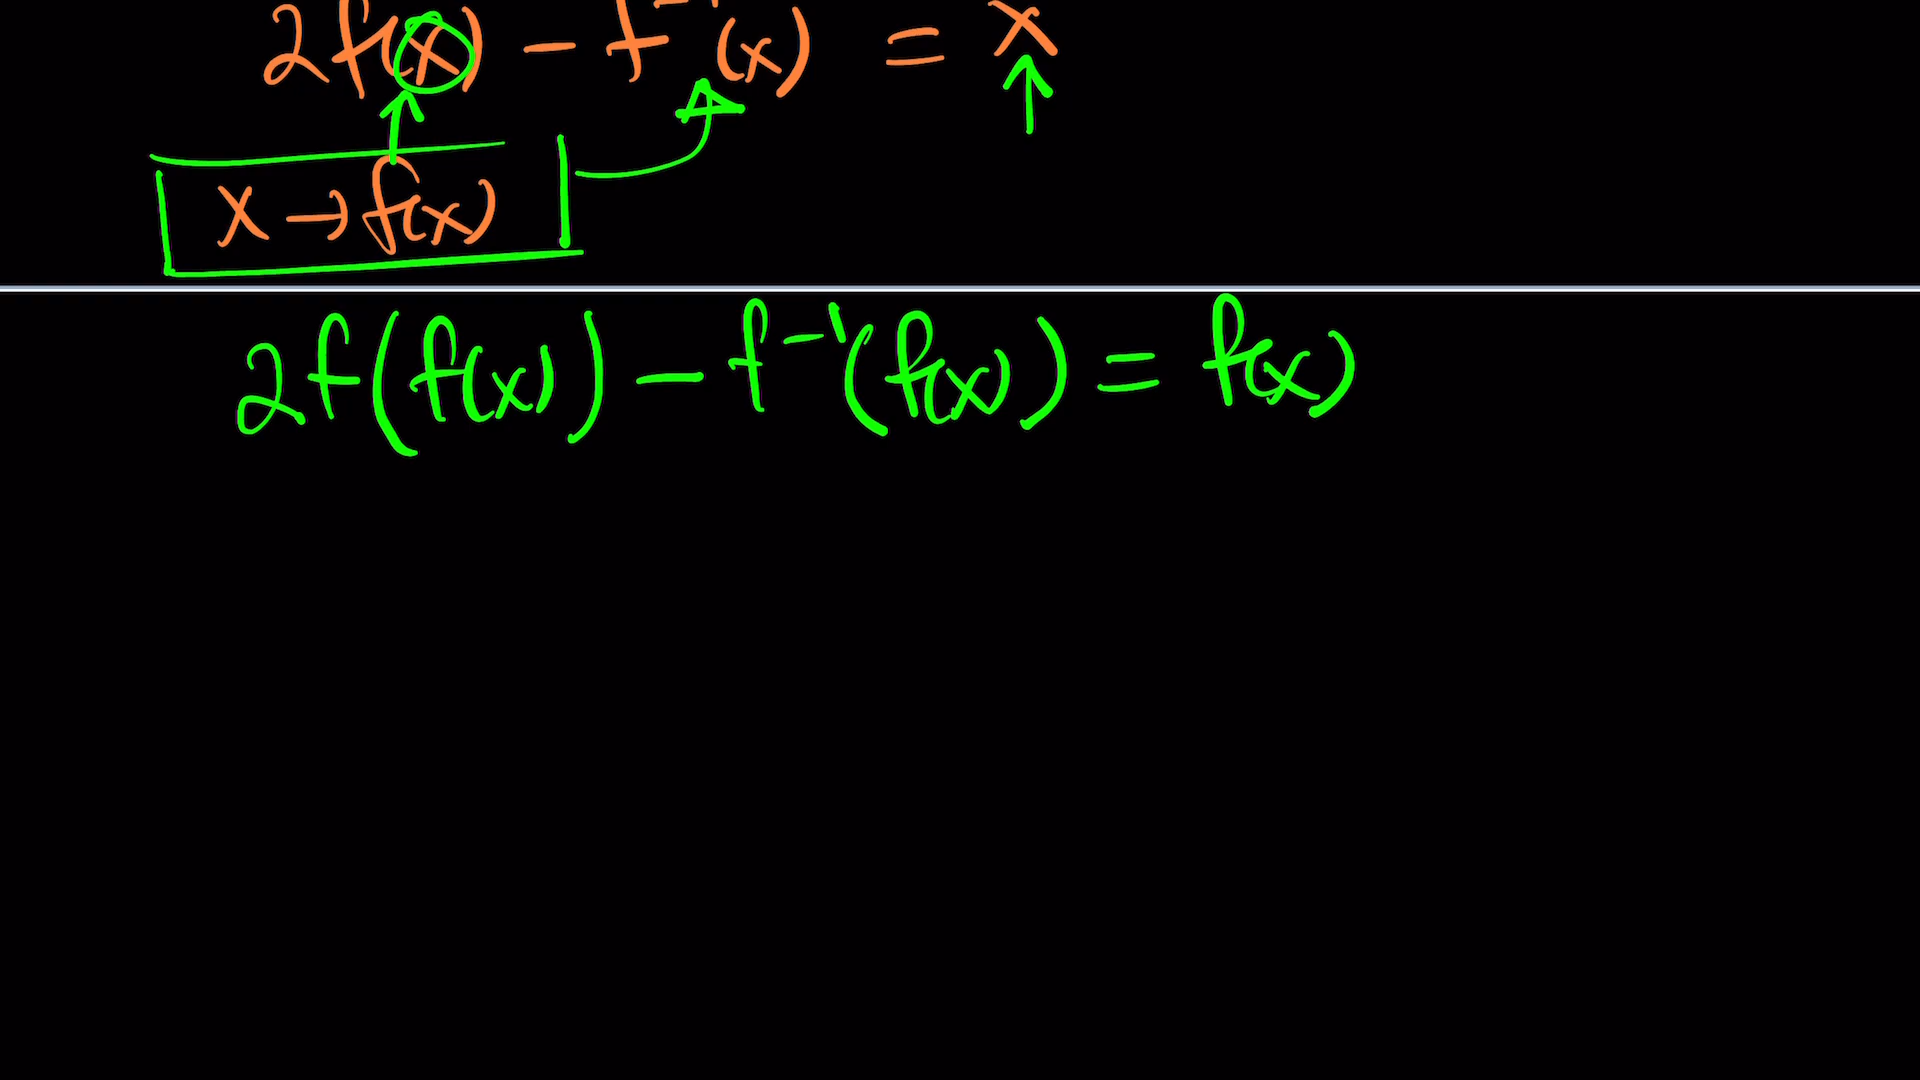 2f(x) - f⁻¹(x) = x
x → f(x)
2f(f(x)) - f⁻¹(f(x)) = f(x)